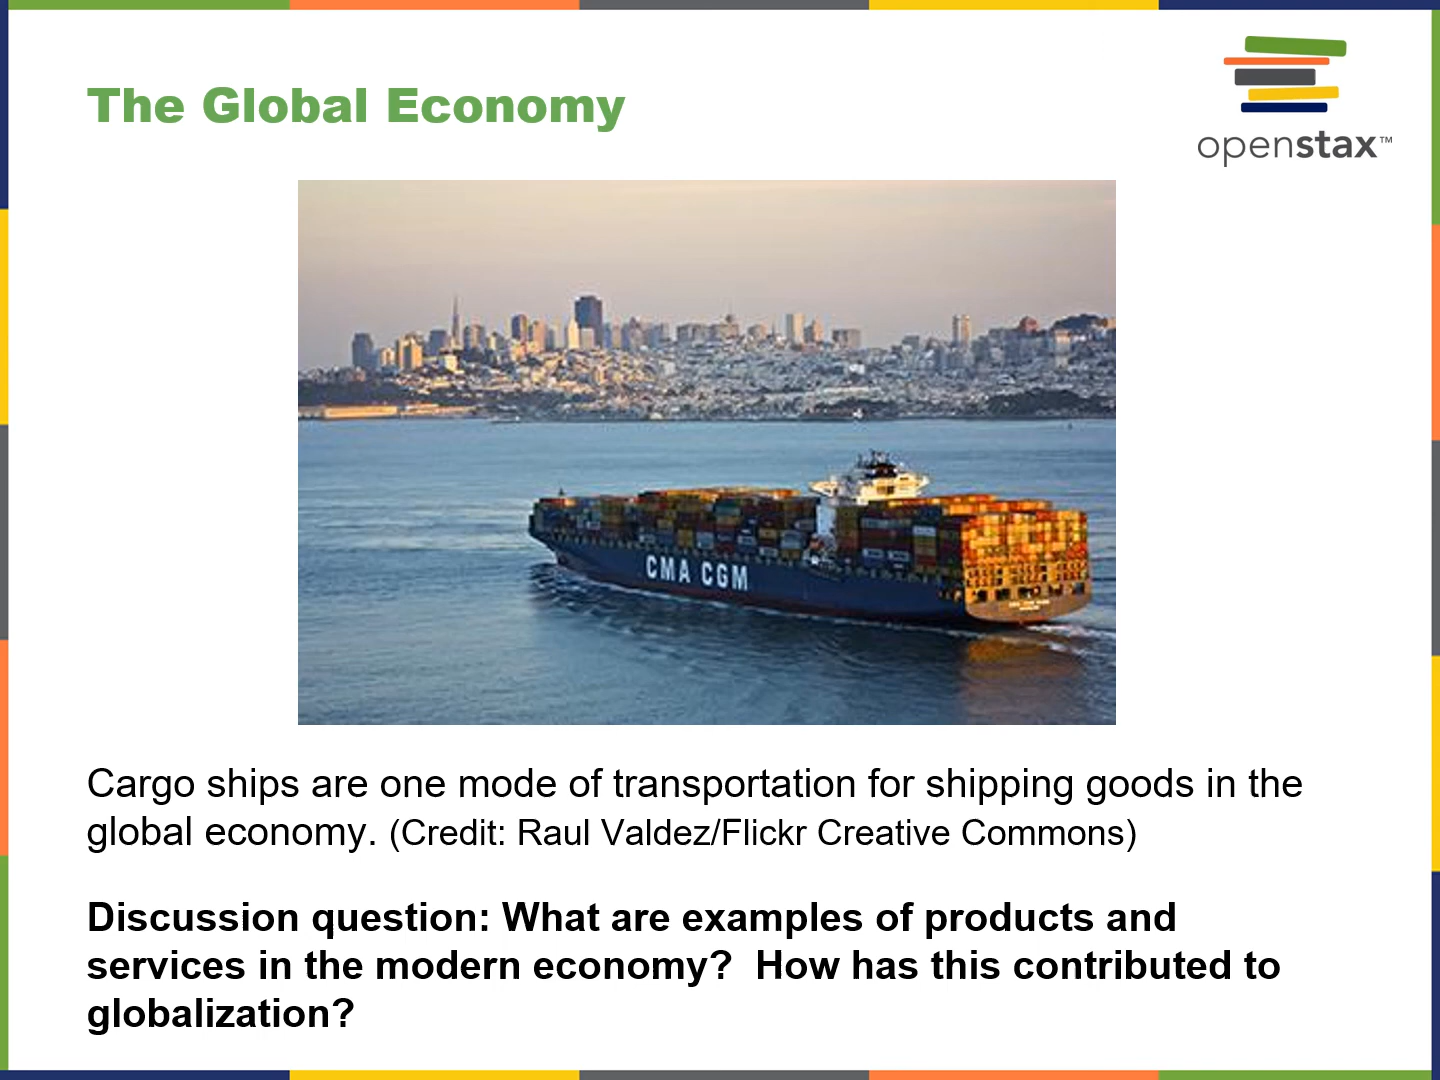 The Global Economy
openstax™
CMA CGM
Cargo ships are one mode of transportation for shipping goods in the
global economy. (Credit: Raul Valdez/Flickr Creative Commons)
Discussion question: What are examples of products and
services in the modern economy?  How has this contributed to
globalization?